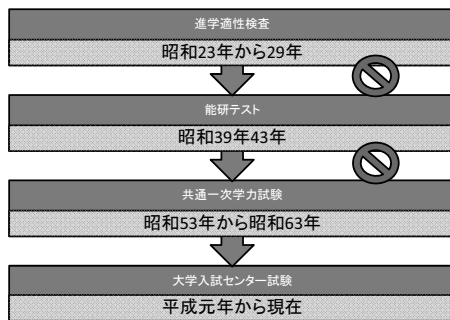 進学適性検査
昭和23年から29年
能研テスト
昭和39年43年
共通一次学力試験
昭和53年から昭和63年
大学入試センター試験
平成元年から現在